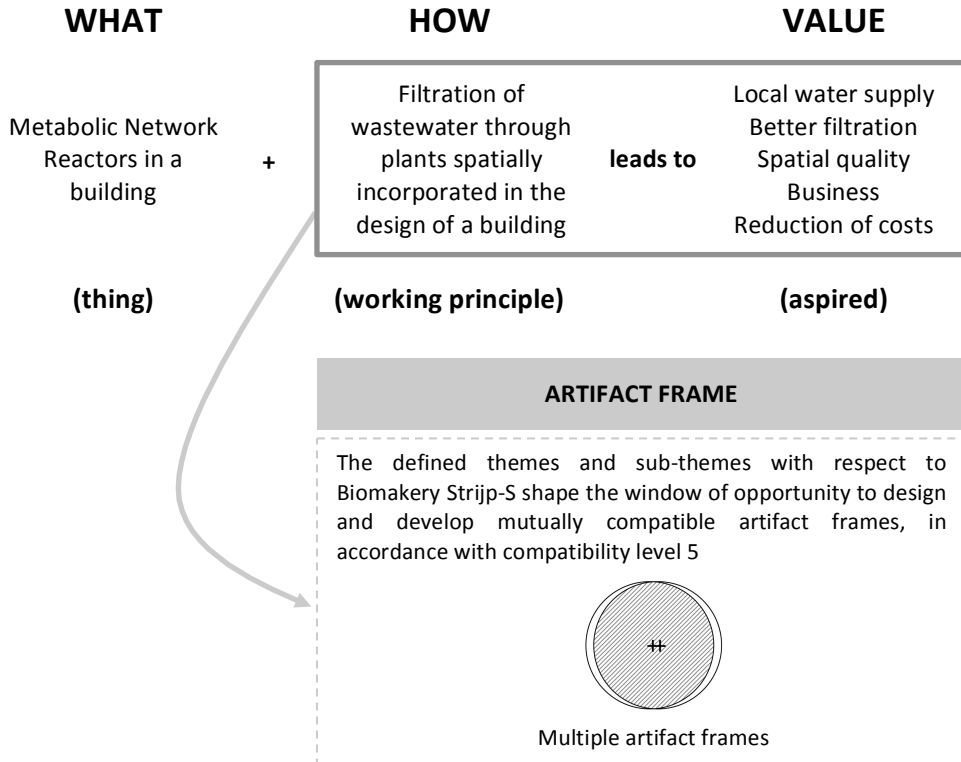 WHAT
HOW
VALUE
Metabolic Network
Reactors in a
building
+
Filtration of
wastewater through
plants spatially
incorporated in the
design of a building
leads to
Local water supply
Better filtration
Spatial quality
Business
Reduction of costs
(thing)
(working principle)
(aspired)
ARTIFACT FRAME
The defined themes and sub-themes with respect to
Biomakery Strijp-S shape the window of opportunity to design
and develop mutually compatible artifact frames, in
accordance with compatibility level 5
Multiple artifact frames